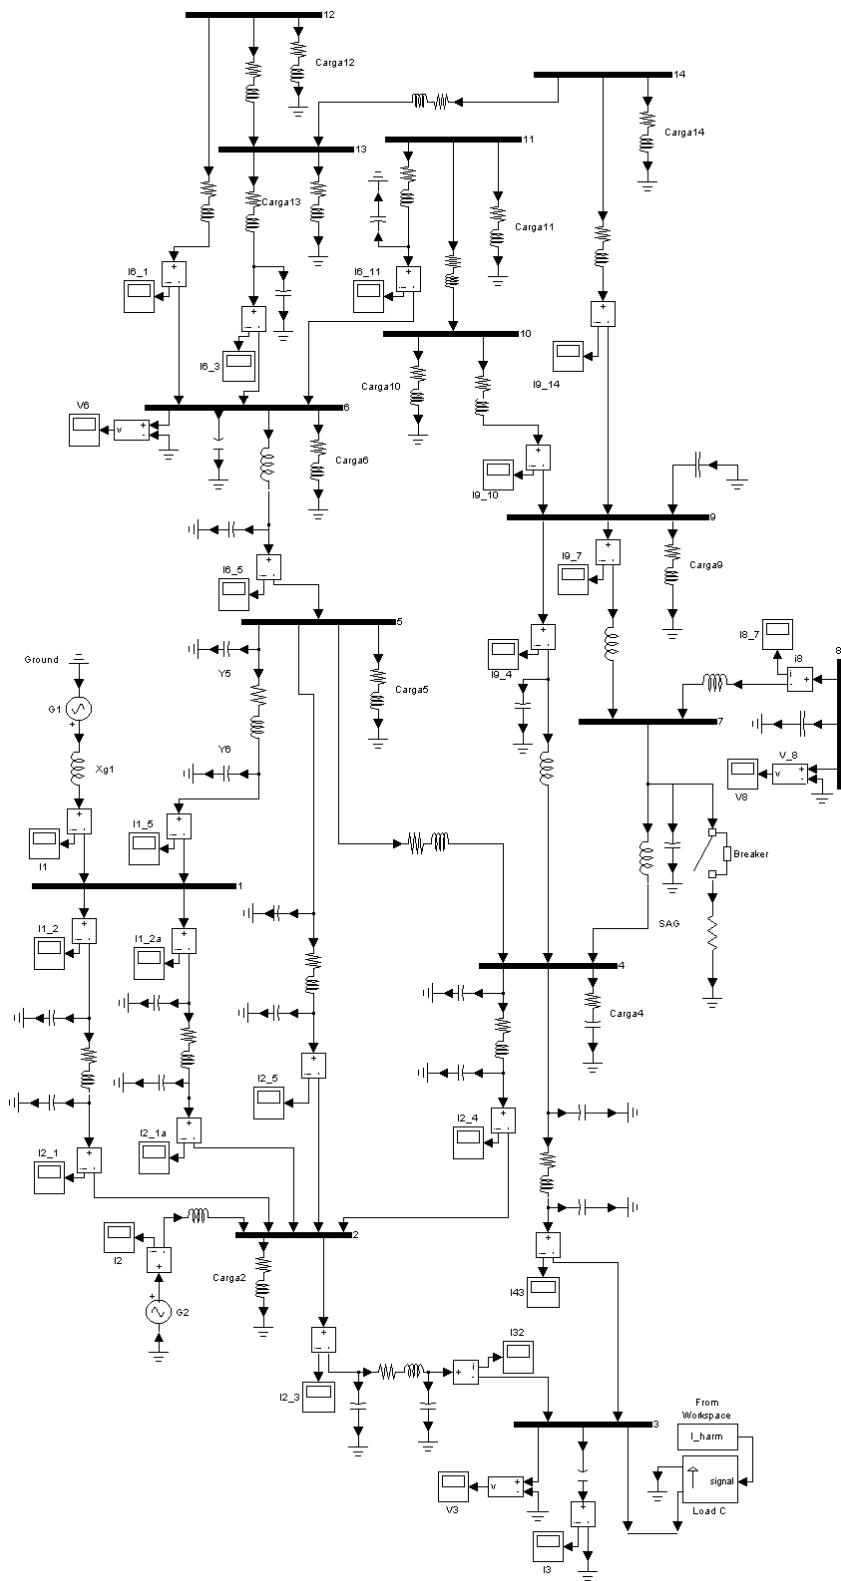 12
Carga12
14
Carga14
11
13
Carga13
Carga11
I6_1
I6_11
10
I6_3
I9_14
Carga10
6
V6
Carga6
I9_10
9
I9_7
Carga9
I6_5
5
I8_7
8
i8
i
-
I9_4
Ground
Y5
Carga5
G1
7
Y6
V_8
V8
Xg1
I1
I1_5
Breaker
1
I1_2
I1_2a
SAG
4
Carga4
I2_5
I2_4
I2_1
I2_1a
2
I2
Carga2
G2
I43
I32
I2_3
From
Workspace
3
I_harm
signal
V3
v
Load C
I3